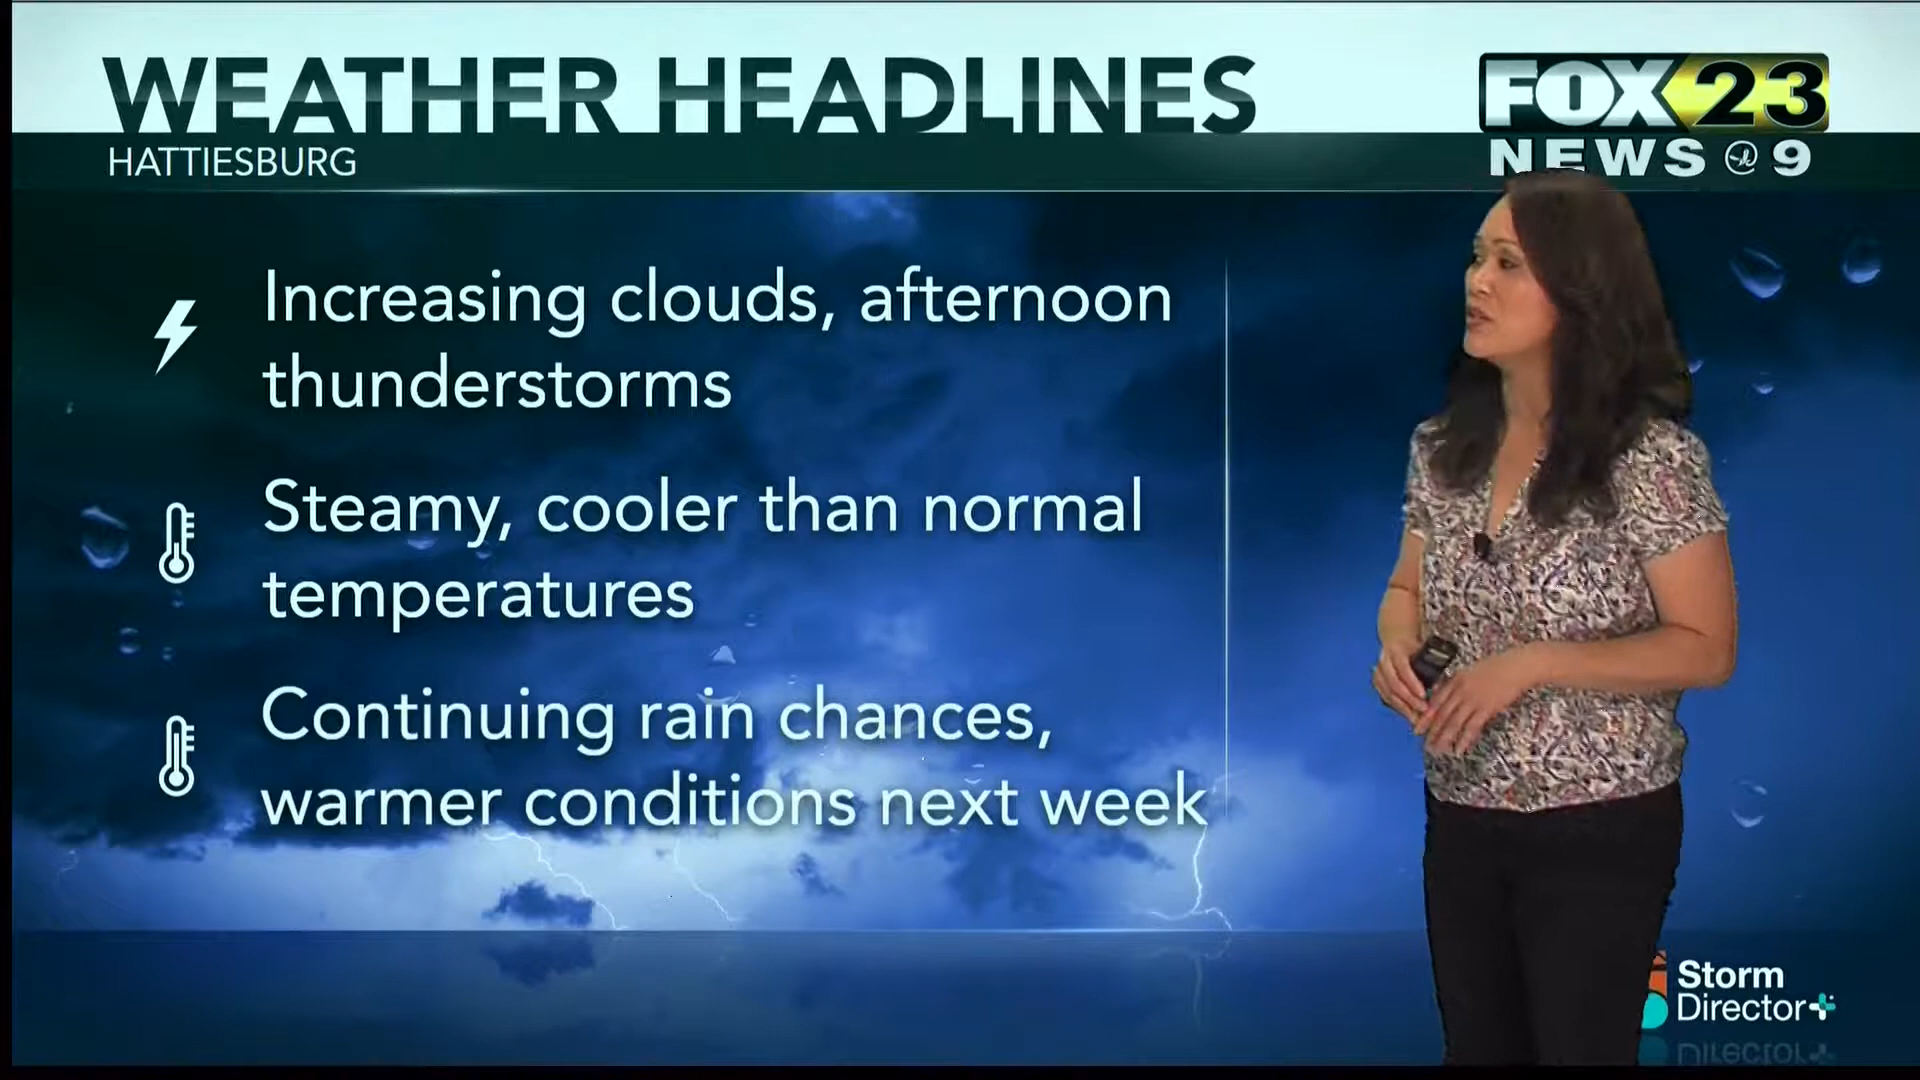 WEATHER HEADLINES
HATTIESBURG
FOX 23
NEWS @ 9
Increasing clouds, afternoon
thunderstorms
Steamy, cooler than normal
temperatures
Continuing rain chances,
warmer conditions next week
Storm
Director+